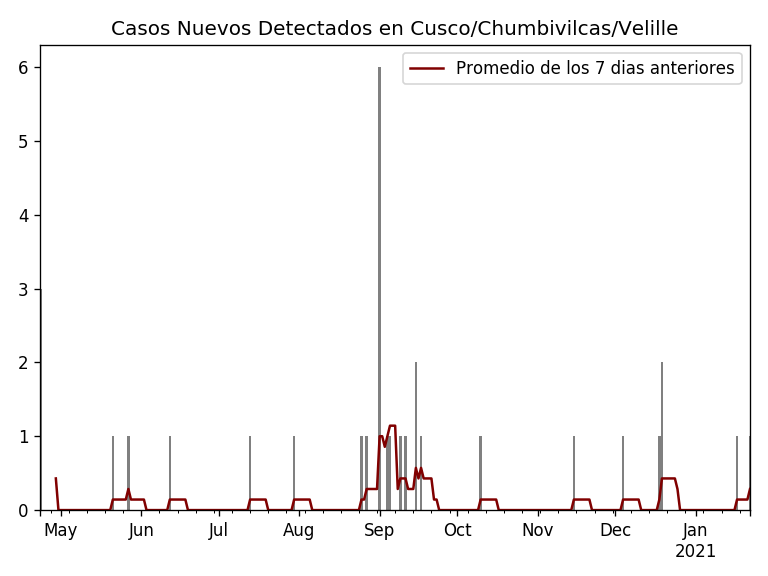 Casos Nuevos Detectados en Cusco/Chumbivilcas/Velille
Promedio de los 7 dias anteriores
6
5
4
3
2
1
0
May Jun Jul Aug Sep Oct Nov Dec Jan
2021